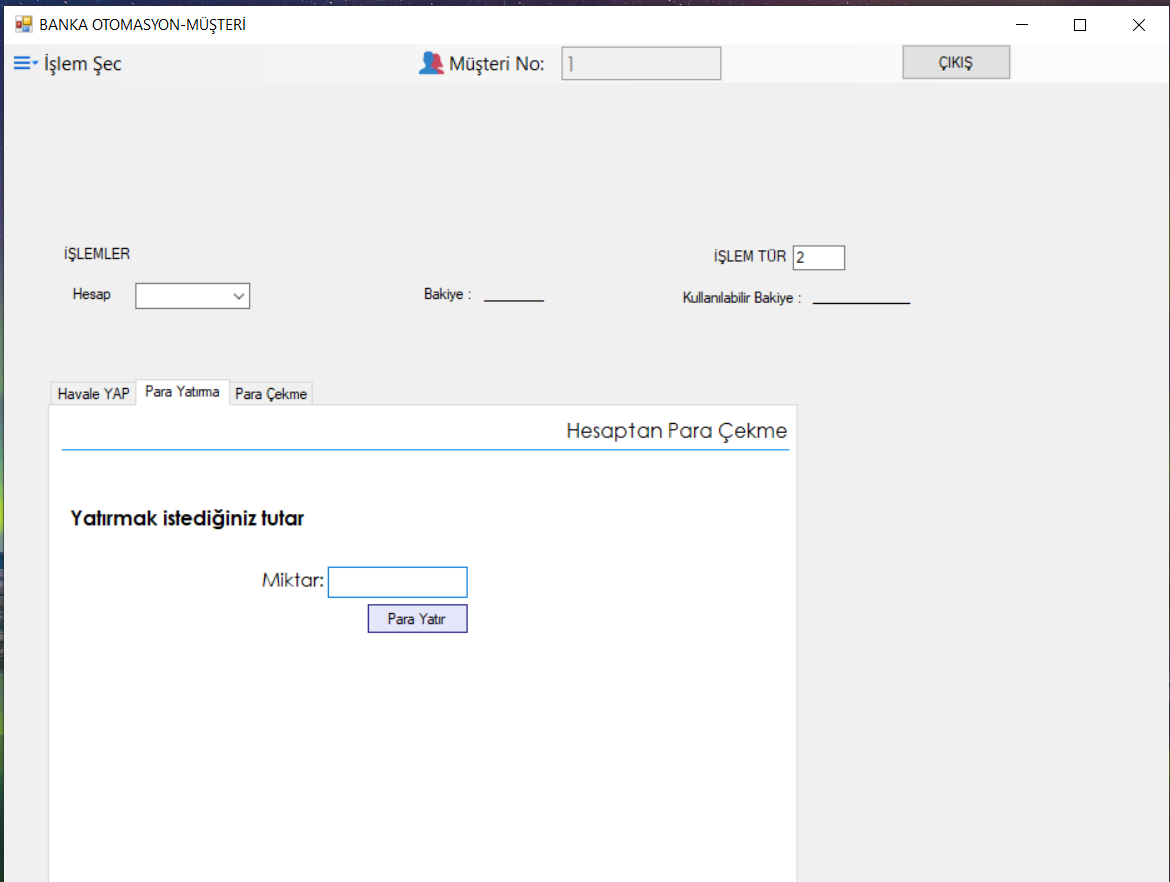 BANKA OTOMASYON-MÜŞTERİ
İşlem Şec Müşteri No: 1 ÇIKIŞ
İŞLEMLER İŞLEM TÜR 2
Hesap Bakiye : Kullanılabilir Bakiye :
Havale YAP Para Yatırma Para Çekme
Hesaptan Para Çekme
Yatırmak istediğiniz tutar
Miktar:
Para Yatır